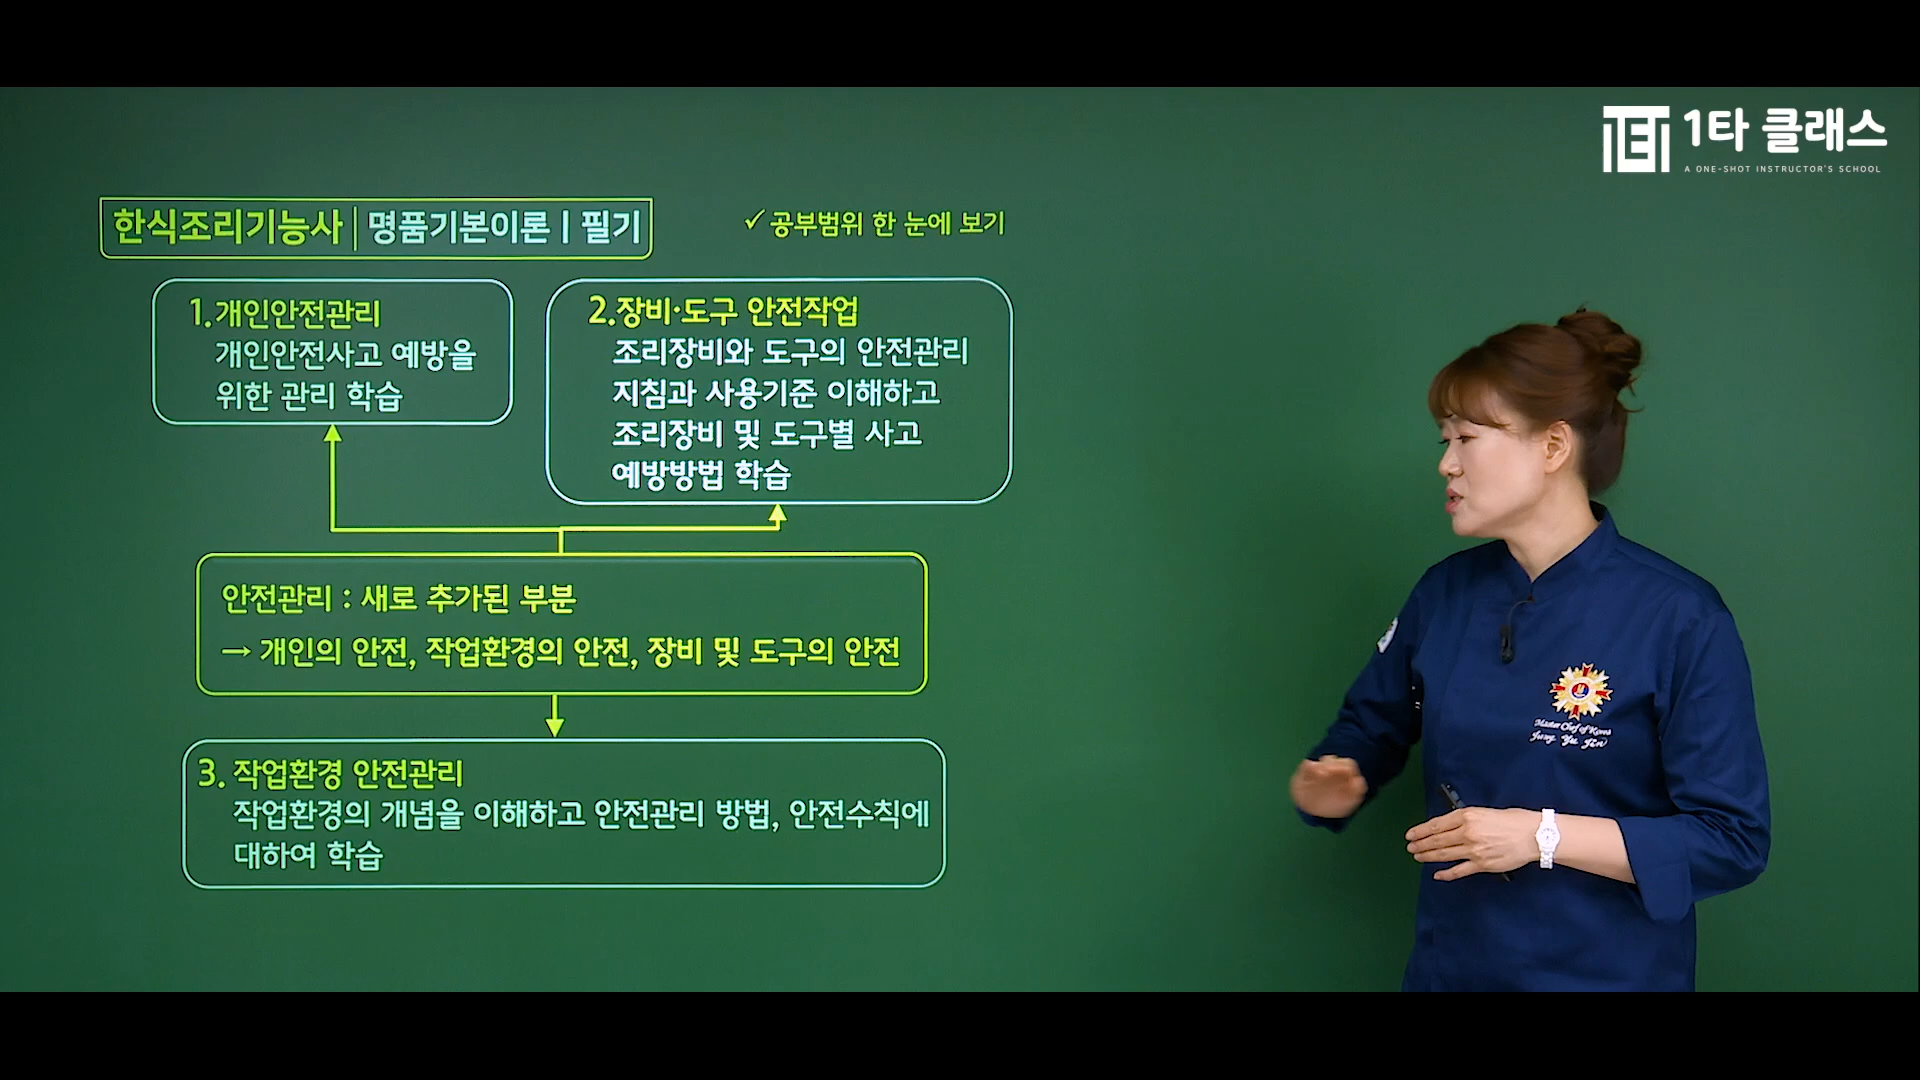 1타 클래스
A ONE-SHOT INSTRUCTOR'S SCHOOL
한식조리기능사 | 명품기본이론 | 필기
✓ 공부범위 한 눈에 보기
1. 개인안전관리
개인안전사고 예방을
위한 관리 학습
2. 장비·도구 안전작업
조리장비와 도구의 안전관리
지침과 사용기준 이해하고
조리장비 및 도구별 사고
예방방법 학습
안전관리 : 새로 추가된 부분
→ 개인의 안전, 작업환경의 안전, 장비 및 도구의 안전
3. 작업환경 안전관리
작업환경의 개념을 이해하고 안전관리 방법, 안전수칙에
대하여 학습
Master Chef of Korea
Jung Yu Jin